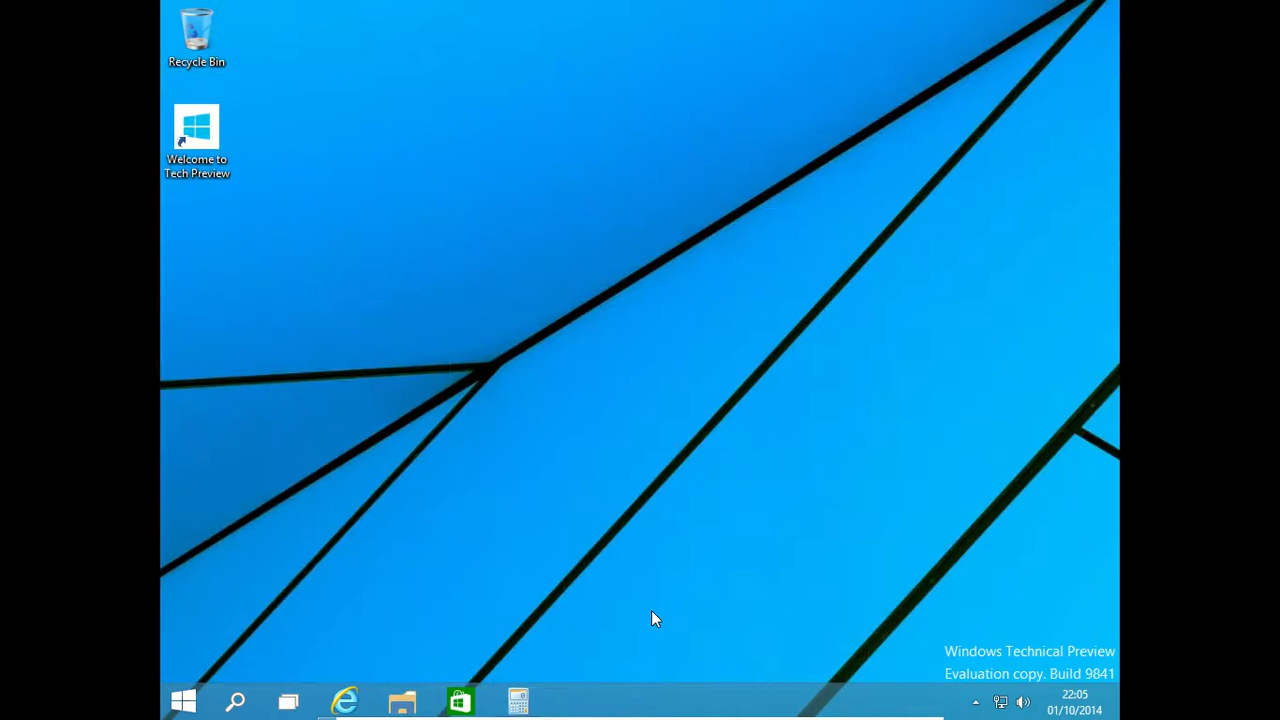 Recycle Bin
Welcome to
Tech Preview
Windows Technical Preview
Evaluation copy. Build 9841
22:05
01/10/2014